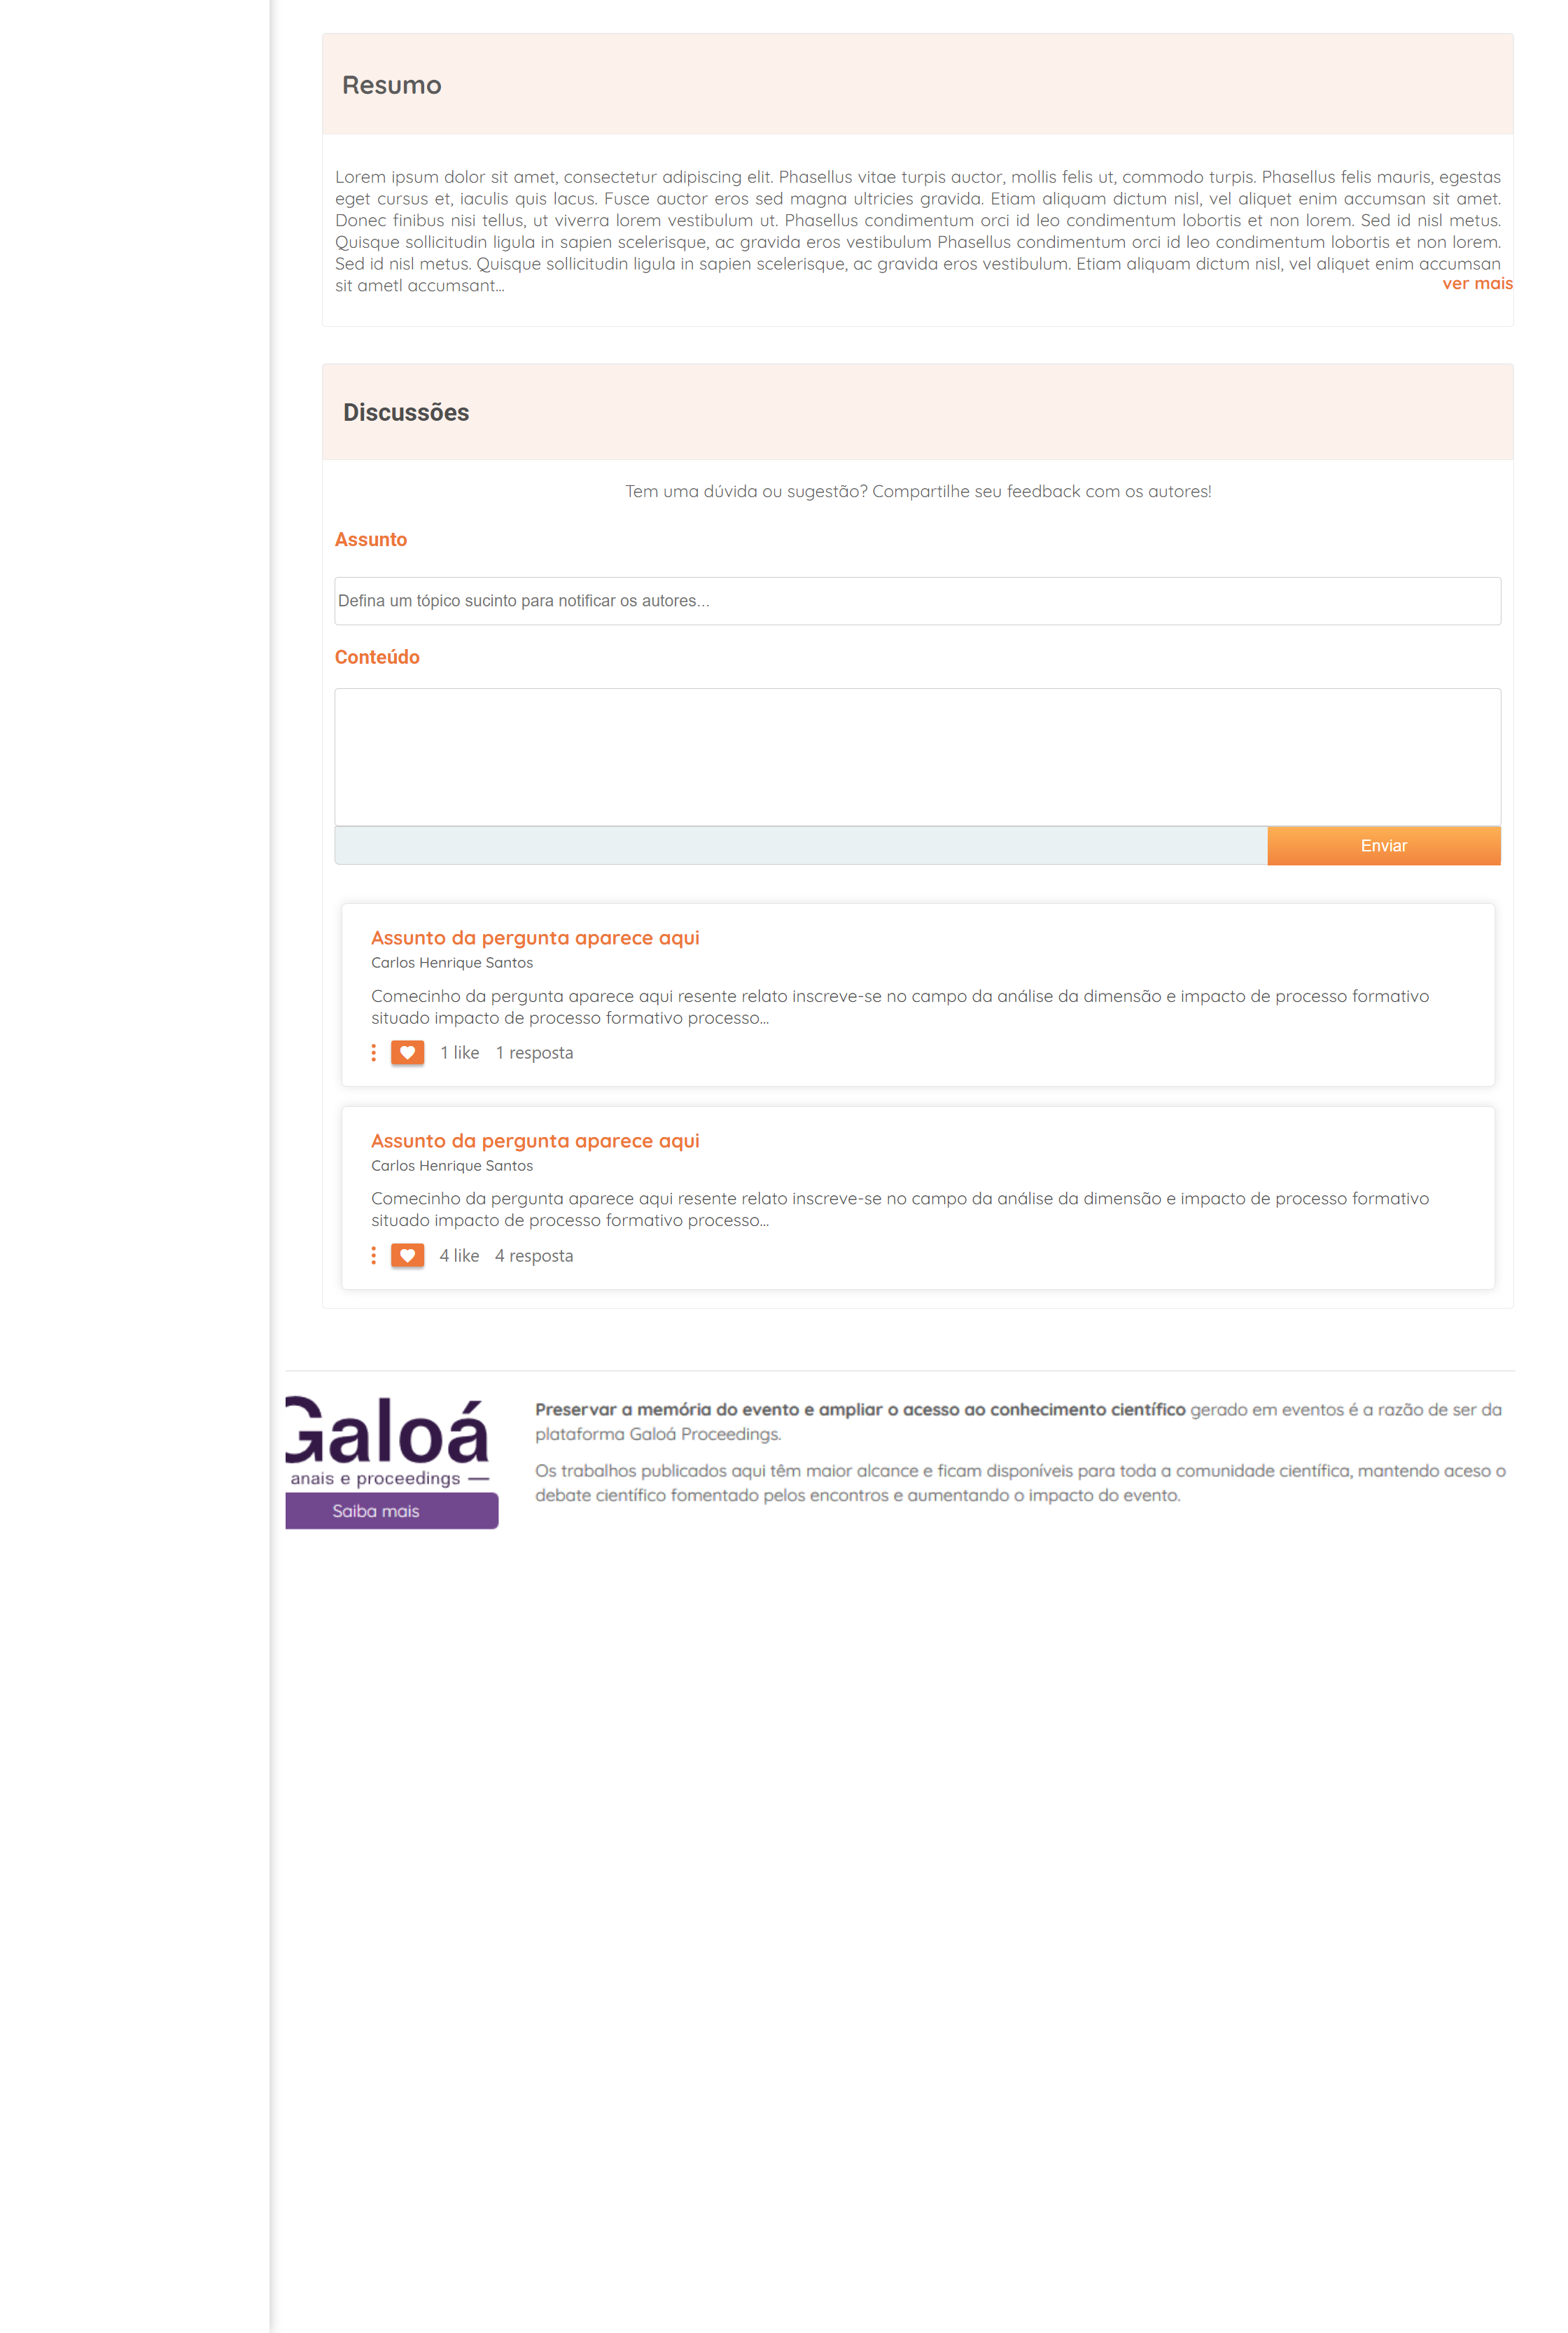 Resumo
Lorem ipsum dolor sit amet, consectetur adipiscing elit. Phasellus vitae turpis auctor, mollis felis ut, commodo turpis. Phasellus felis mauris, egestas
eget cursus et, iaculis quis lacus. Fusce auctor eros sed magna ultricies gravida. Etiam aliquam dictum nisl, vel aliquet enim accumsan sit amet.
Donec finibus nisi tellus, ut viverra lorem vestibulum ut. Phasellus condimentum orci id leo condimentum lobortis et non lorem. Sed id nisl metus.
Quisque sollicitudin ligula in sapien scelerisque, ac gravida eros vestibulum Phasellus condimentum orci id leo condimentum lobortis et non lorem.
Sed id nisl metus. Quisque sollicitudin ligula in sapien scelerisque, ac gravida eros vestibulum. Etiam aliquam dictum nisl, vel aliquet enim accumsan
sit ametl accumsant...
ver mais
Discussões
Tem uma dúvida ou sugestão? Compartilhe seu feedback com os autores!
Assunto
Defina um tópico sucinto para notificar os autores...
Conteúdo
Enviar
Assunto da pergunta aparece aqui
Carlos Henrique Santos
Comecinho da pergunta aparece aqui resente relato inscreve-se no campo da análise da dimensão e impacto de processo formativo
situado impacto de processo formativo processo...
1 like 1 resposta
Assunto da pergunta aparece aqui
Carlos Henrique Santos
Comecinho da pergunta aparece aqui resente relato inscreve-se no campo da análise da dimensão e impacto de processo formativo
situado impacto de processo formativo processo...
4 like 4 resposta
Galoá
anais e proceedings —
Saiba mais
Preservar a memória do evento e ampliar o acesso ao conhecimento científico gerado em eventos é a razão de ser da
plataforma Galoá Proceedings.
Os trabalhos publicados aqui têm maior alcance e ficam disponíveis para toda a comunidade científica, mantendo aceso o
debate científico fomentado pelos encontros e aumentando o impacto do evento.